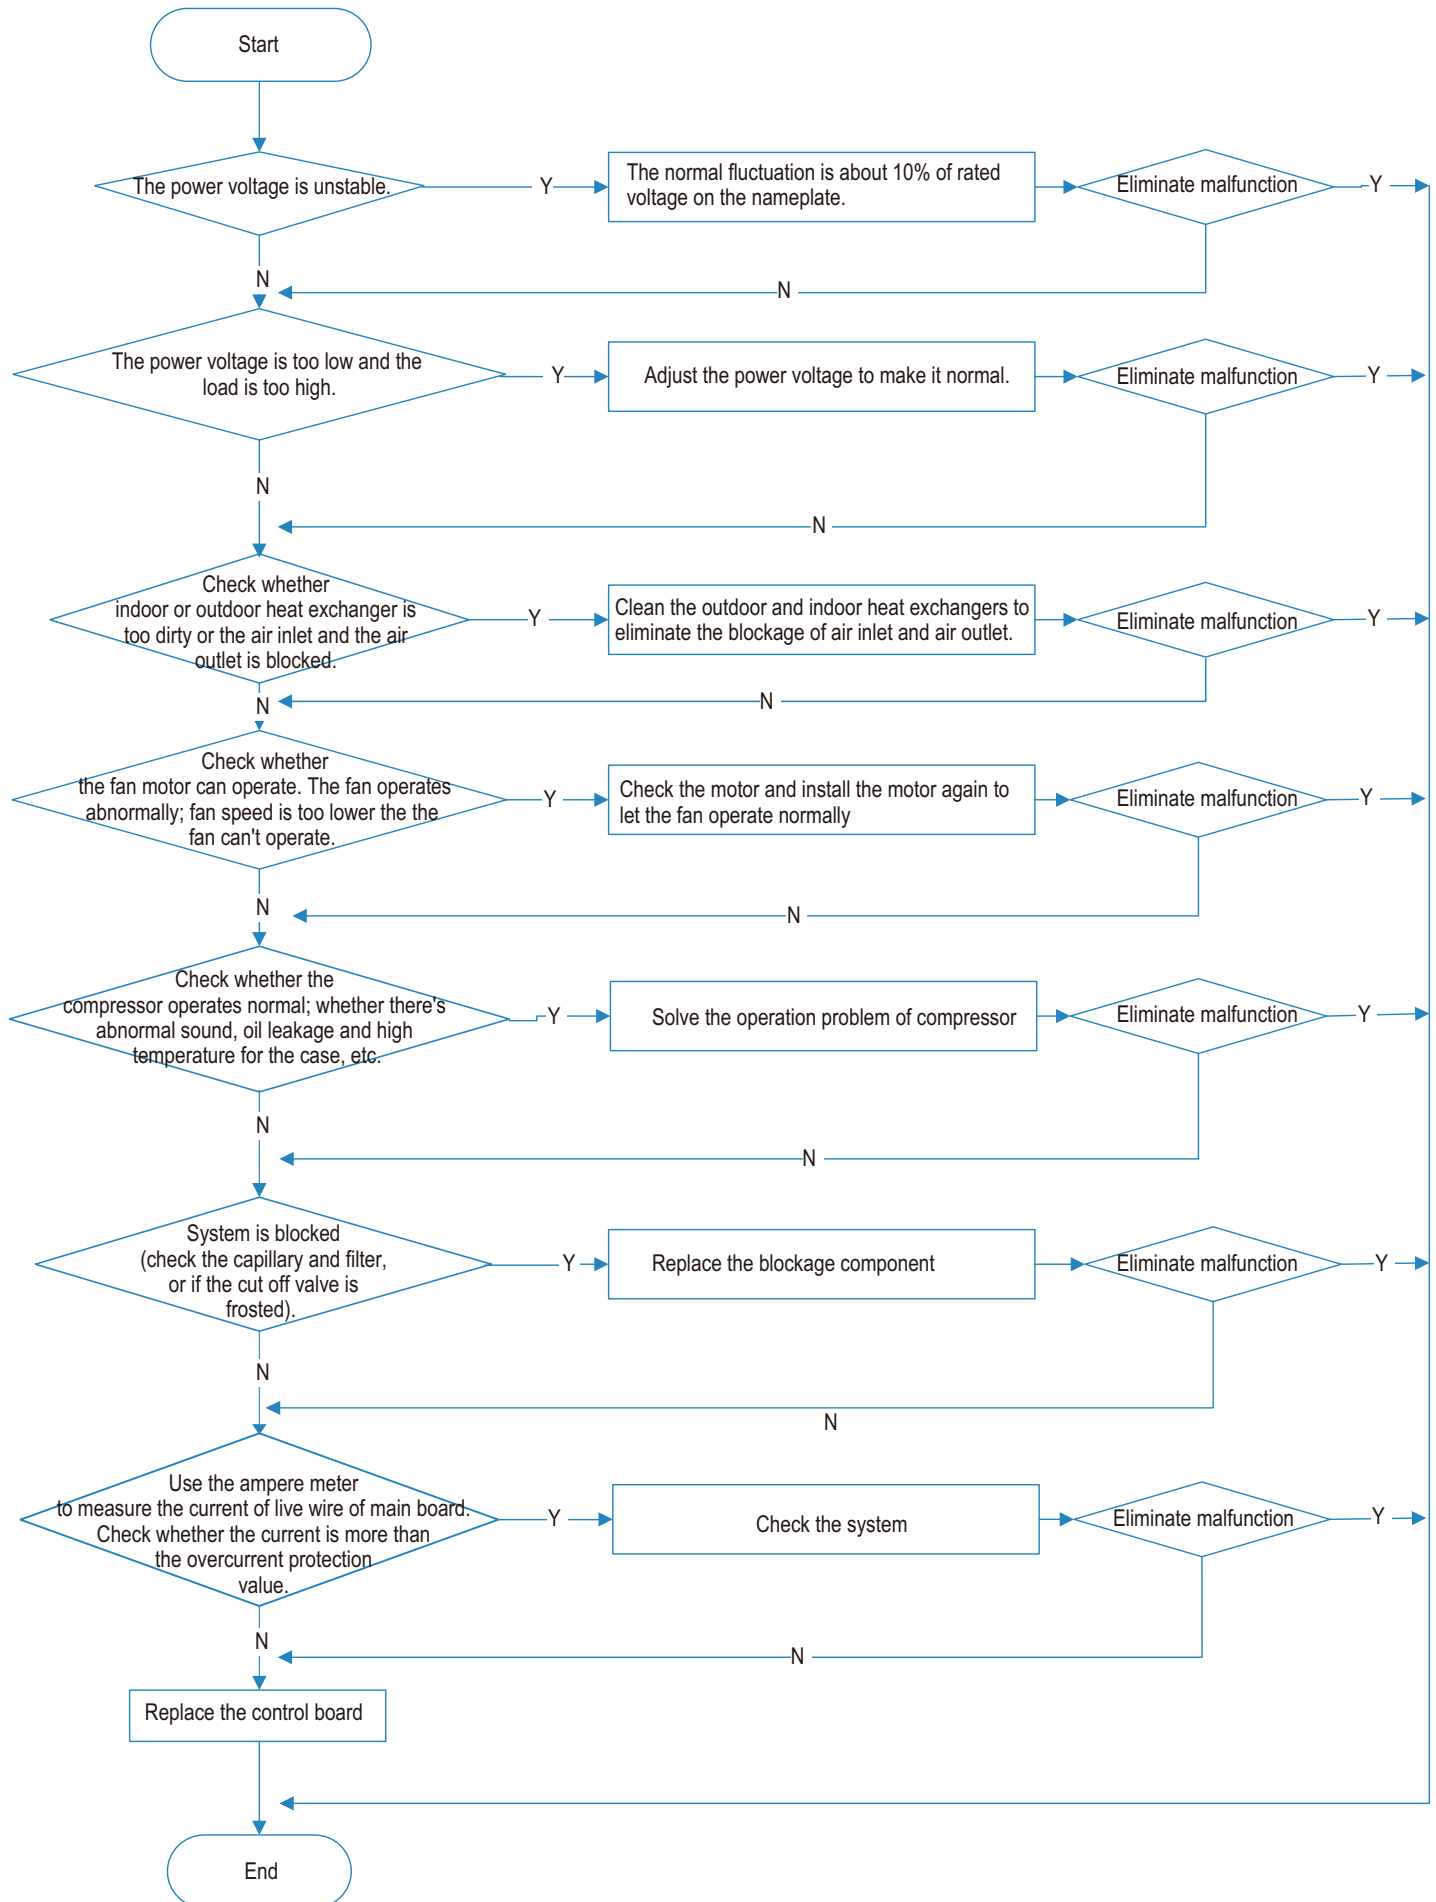 Start
The power voltage is unstable.
Y
The normal fluctuation is about 10% of rated
voltage on the nameplate.
Eliminate malfunction
Y
N
N
The power voltage is too low and the
load is too high.
Y
Adjust the power voltage to make it normal.
Eliminate malfunction
Y
N
N
Check whether
indoor or outdoor heat exchanger is
too dirty or the air inlet and the air
outlet is blocked.
Y
Clean the outdoor and indoor heat exchangers to
eliminate the blockage of air inlet and air outlet.
Eliminate malfunction
Y
N
N
Check whether
the fan motor can operate. The fan operates
abnormally; fan speed is too lower the the
fan can't operate.
Y
Check the motor and install the motor again to
let the fan operate normally
Eliminate malfunction
Y
N
N
Check whether the
compressor operates normal; whether there's
abnormal sound, oil leakage and high
temperature for the case, etc.
Y
Solve the operation problem of compressor
Eliminate malfunction
Y
N
N
System is blocked
(check the capillary and filter,
or if the cut off valve is
frosted).
Y
Replace the blockage component
Eliminate malfunction
Y
N
N
Use the ampere meter
to measure the current of live wire of main board.
Check whether the current is more than
the overcurrent protection
value.
Y
Check the system
Eliminate malfunction
Y
N
N
Replace the control board
End